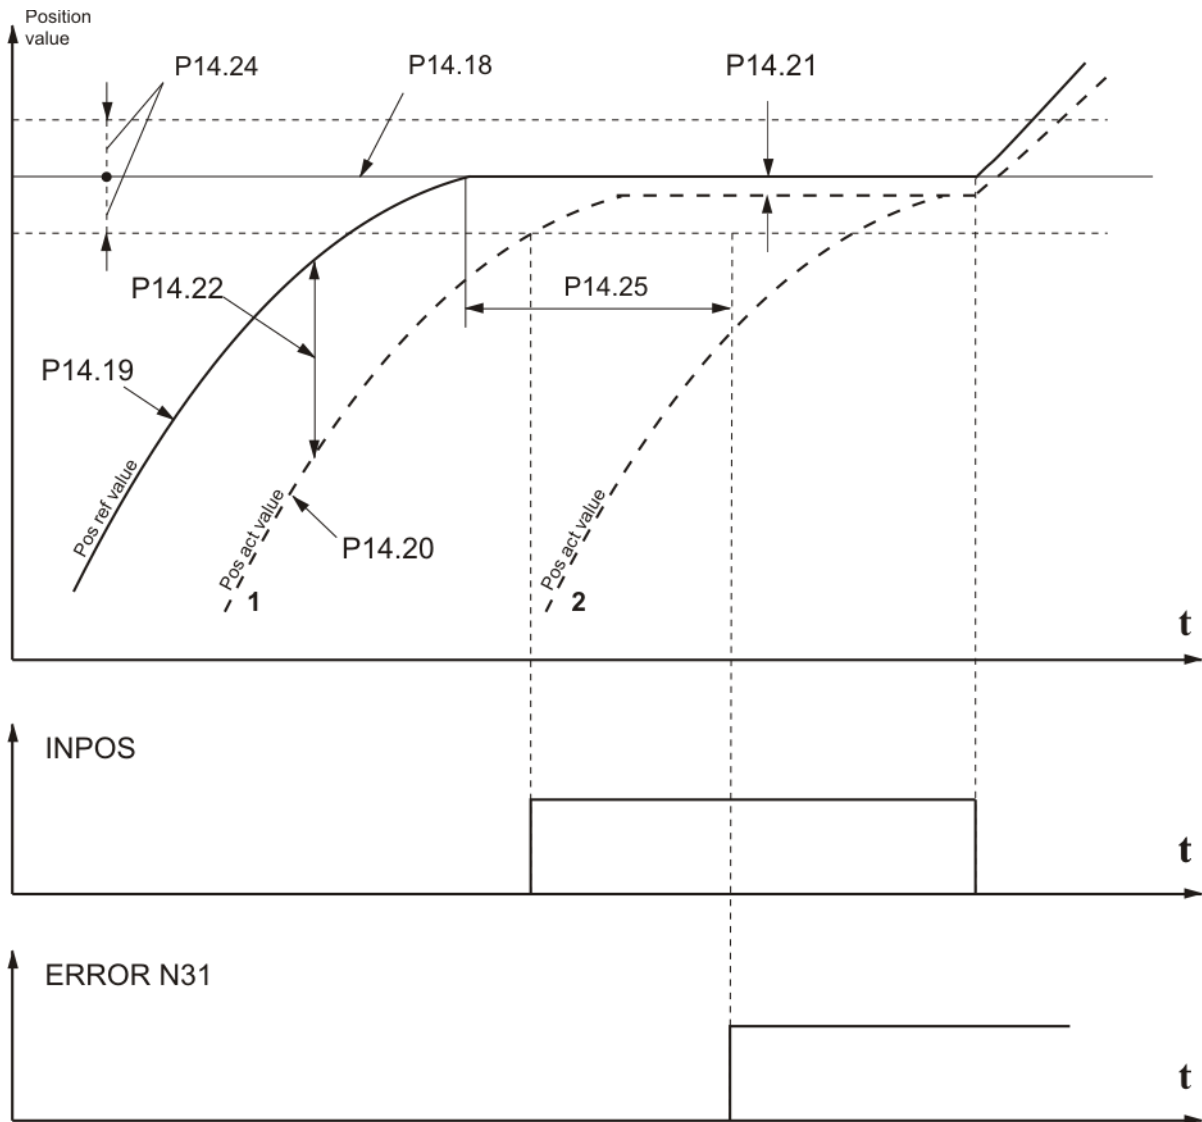 Position
value
P14.24
P14.18
P14.21
P14.22
P14.25
P14.19
Pos ref value
Pos act value
1
P14.20
Pos act value
2
t
INPOS
t
ERROR N31
t